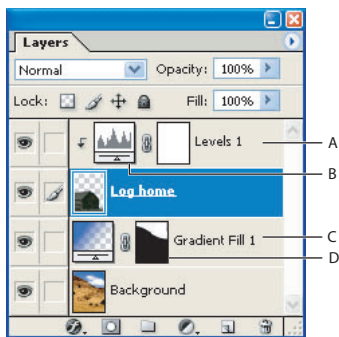 Layers
Normal Opacity: 100%
Lock: Fill: 100%
Levels 1 A
B
Log home
Gradient Fill 1 C
D
Background